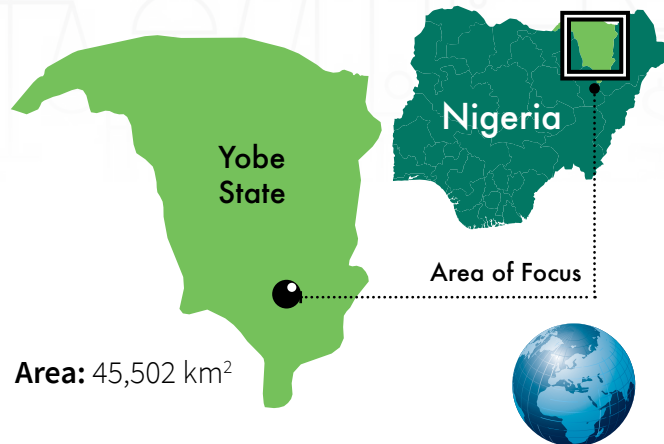 Yobe
State
Nigeria
Area of Focus
Area: 45,502 km²